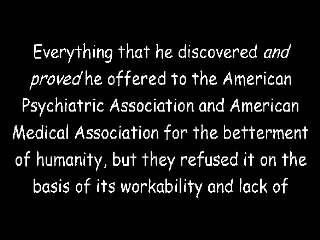 Everything that he discovered and
proved he offered to the American
Psychiatric Association and American
Medical Association for the betterment
of humanity, but they refused it on the
basis of its workability and lack of